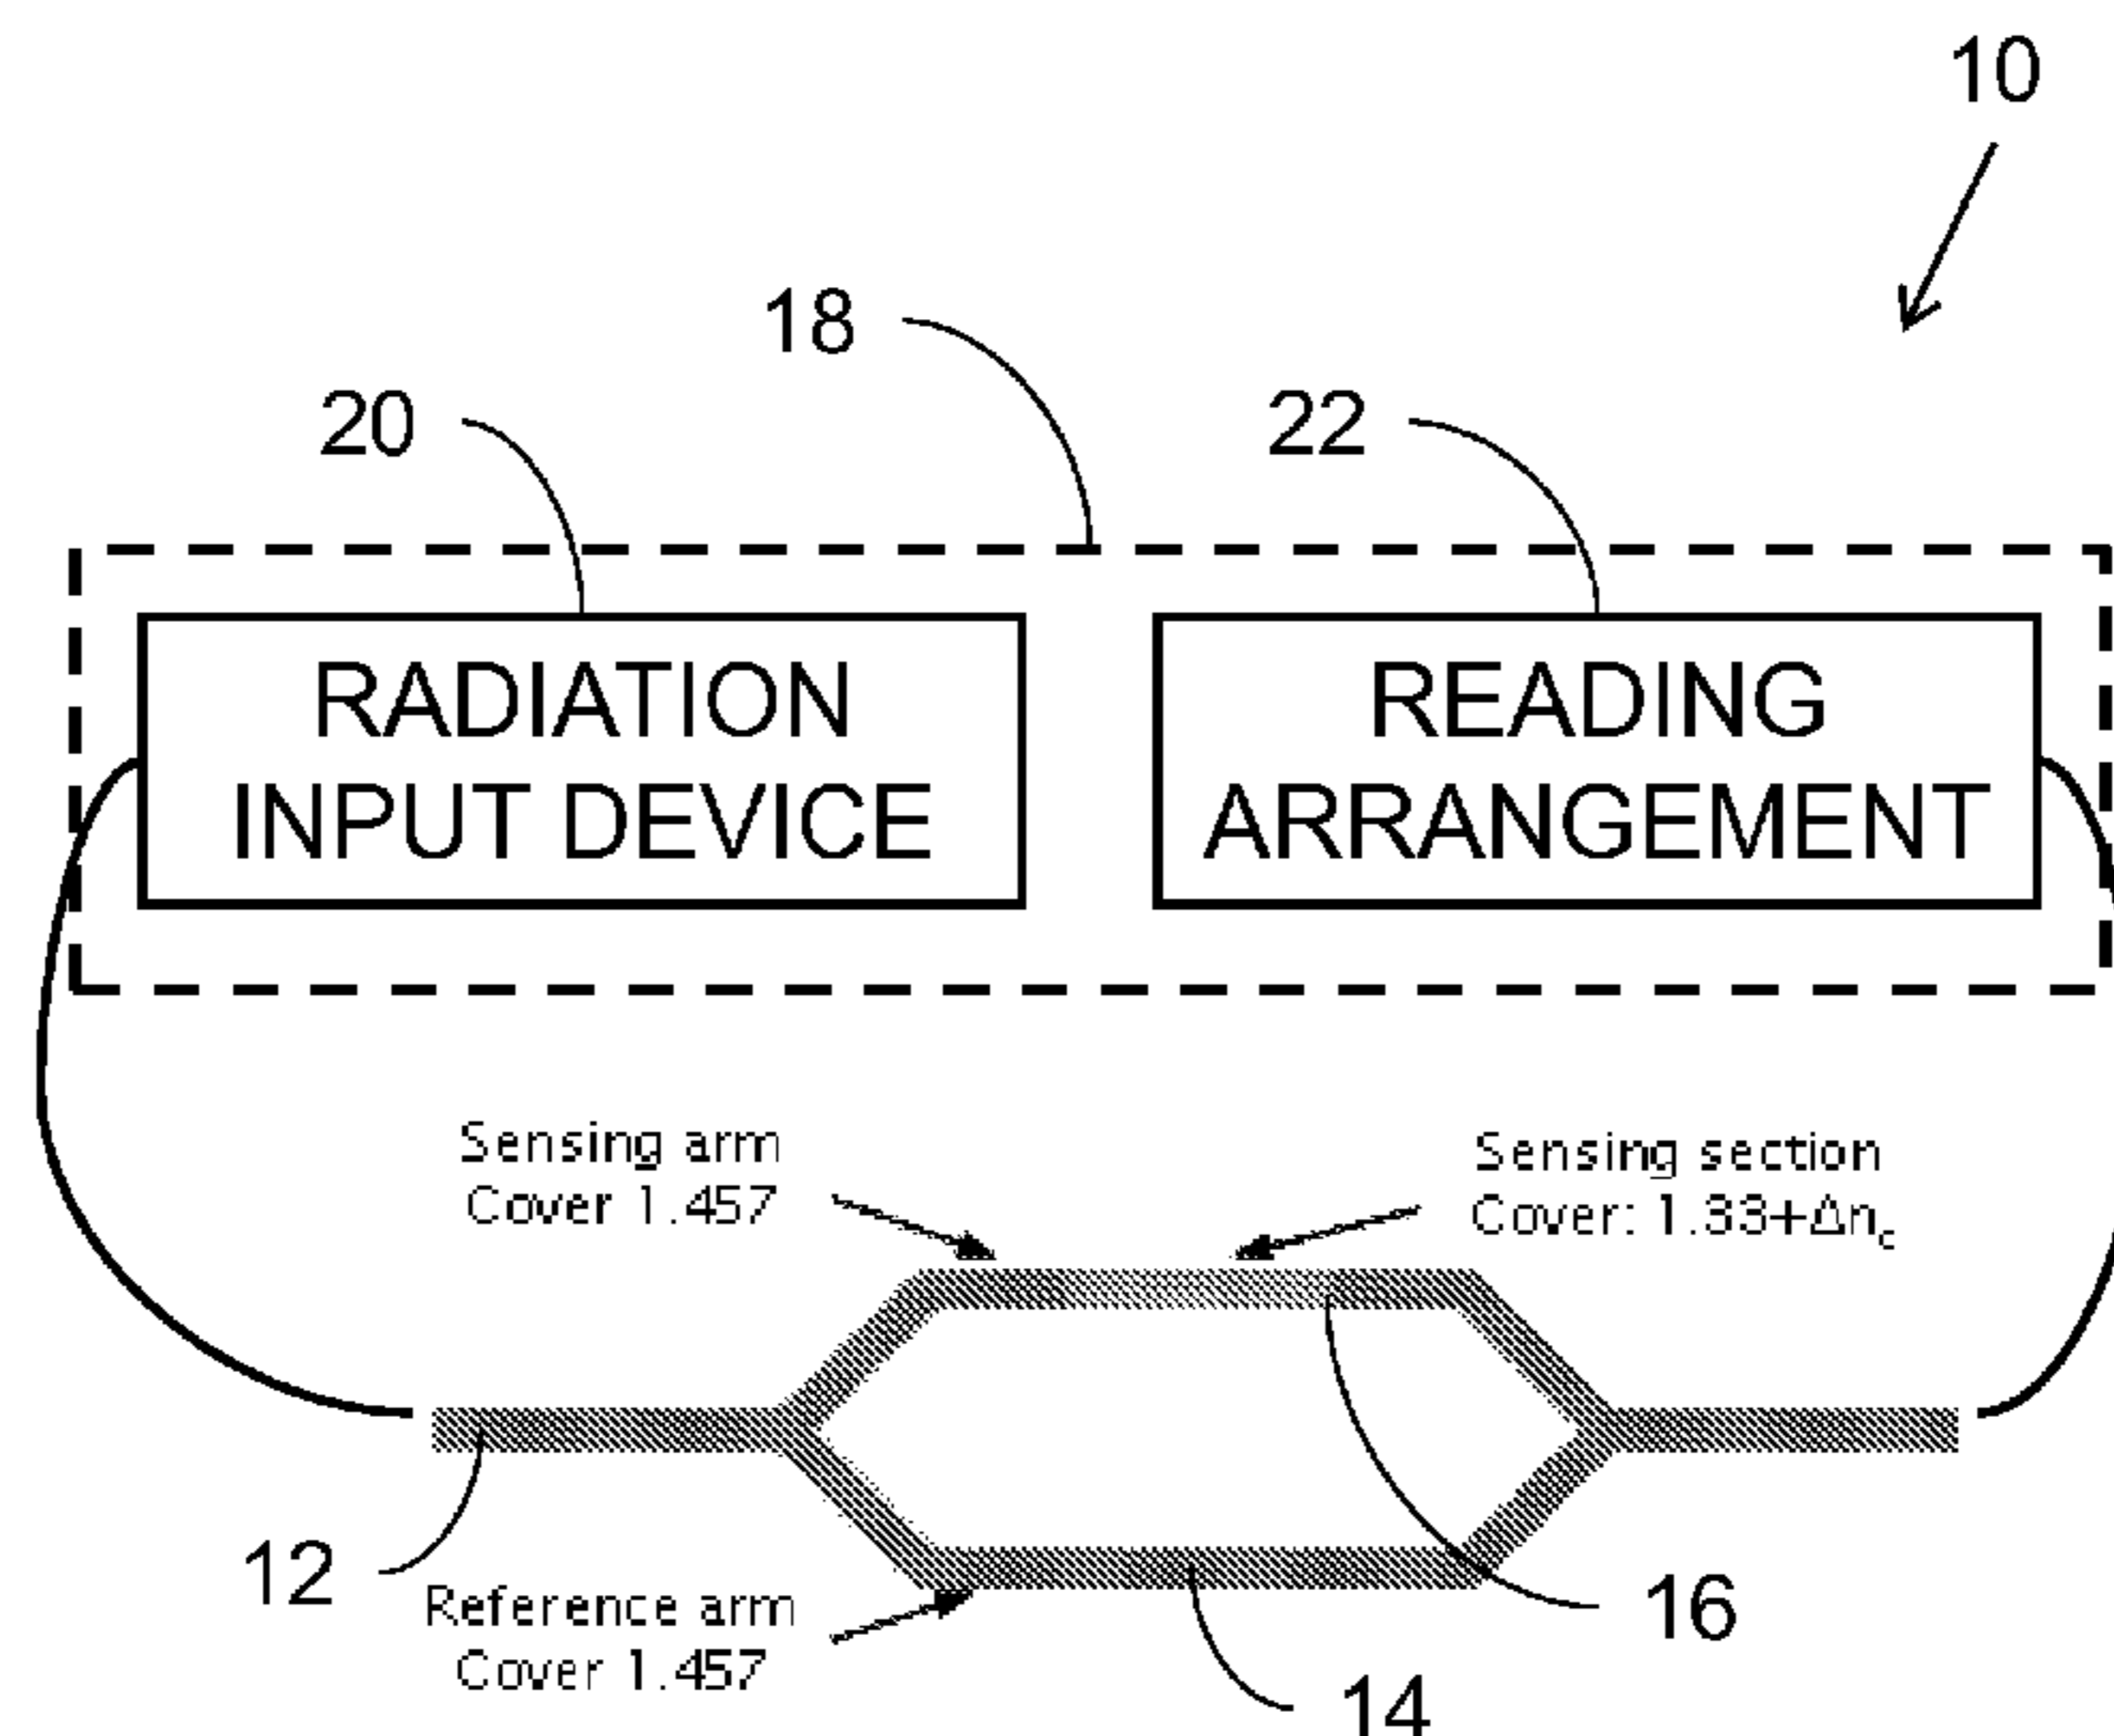 10
18
20
22
RADIATION
INPUT DEVICE
READING
ARRANGEMENT
Sensing arm
Cover 1.457
Sensing section
Cover: 1.33+Δn꜀
12
Reference arm
Cover 1.457
16
14